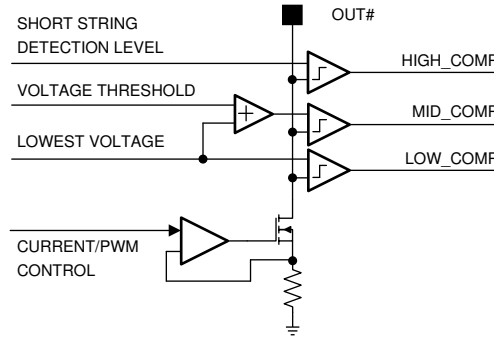 SHORT STRING
DETECTION LEVEL
OUT#
HIGH_COMP
VOLTAGE THRESHOLD
MID_COMP
LOWEST VOLTAGE
LOW_COMP
CURRENT/PWM
CONTROL